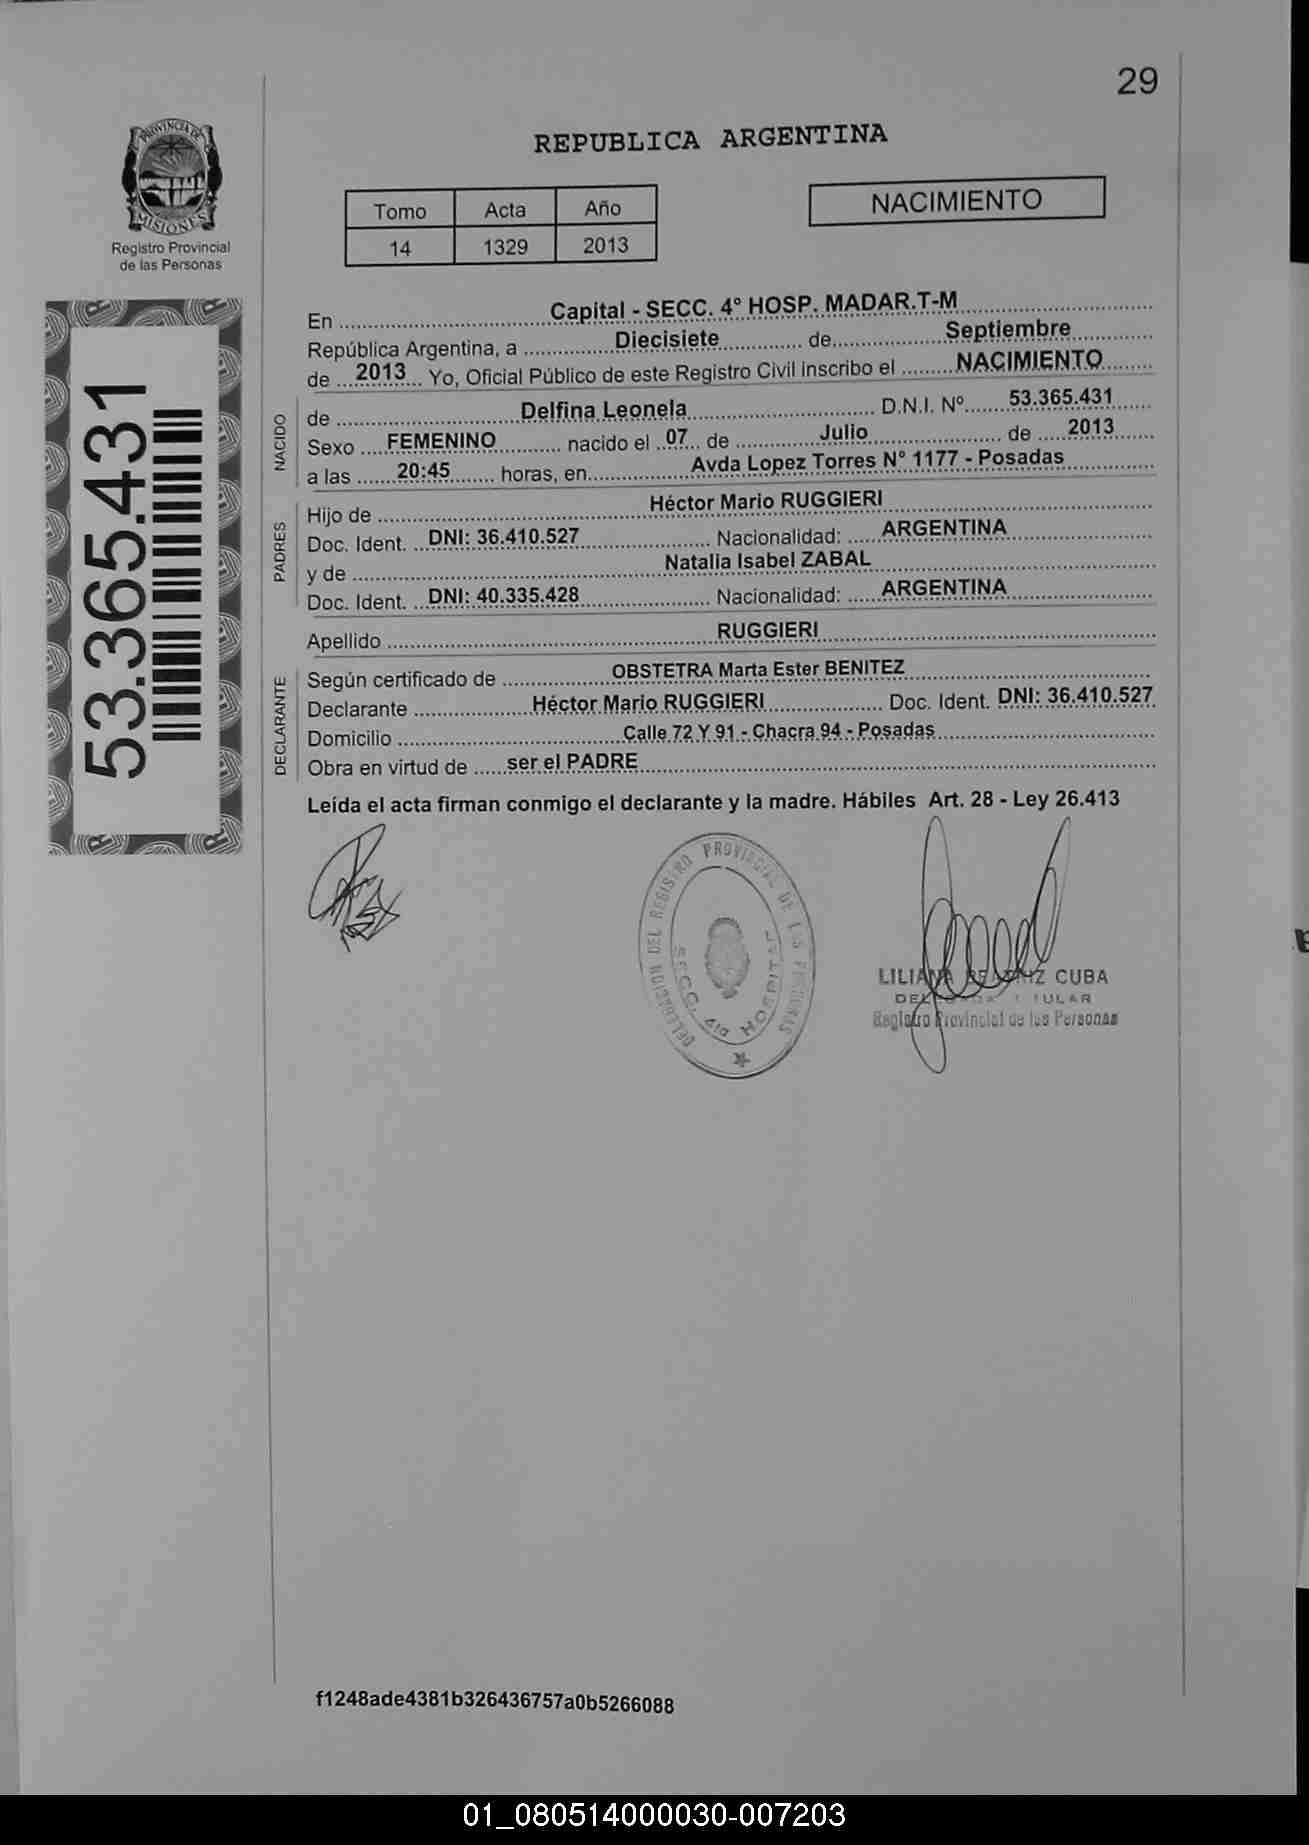 29
PROVINCIA DE
MISIONES
Registro Provincial
de las Personas
REPUBLICA ARGENTINA
Tomo Acta Año
14 1329 2013
NACIMIENTO
53.365.431
En Capital - SECC. 4° HOSP. MADAR.T-M
República Argentina, a Diecisiete de Septiembre
de 2013 Yo, Oficial Público de este Registro Civil inscribo el NACIMIENTO
NACIDO
de Delfina Leonela D.N.I. Nº 53.365.431
Sexo FEMENINO nacido el 07 de Julio de 2013
a las 20:45 horas, en Avda Lopez Torres N° 1177 - Posadas
PADRES
Hijo de Héctor Mario RUGGIERI
Doc. Ident. DNI: 36.410.527 Nacionalidad: ARGENTINA
y de Natalia Isabel ZABAL
Doc. Ident. DNI: 40.335.428 Nacionalidad: ARGENTINA
Apellido RUGGIERI
DECLARANTE
Según certificado de OBSTETRA Marta Ester BENITEZ
Declarante Héctor Mario RUGGIERI Doc. Ident. DNI: 36.410.527
Domicilio Calle 72 Y 91 - Chacra 94 - Posadas
Obra en virtud de ser el PADRE
Leída el acta firman conmigo el declarante y la madre. Hábiles Art. 28 - Ley 26.413
DELEGACION DEL REGISTRO PROVINCIAL DE LAS PERSONAS
SECC. 4ta HOSPITAL
LILIANA BEATRIZ CUBA
DELEGADA TITULAR
Registro Provincial de las Personas
f1248ade4381b326436757a0b5266088
01_080514000030-007203